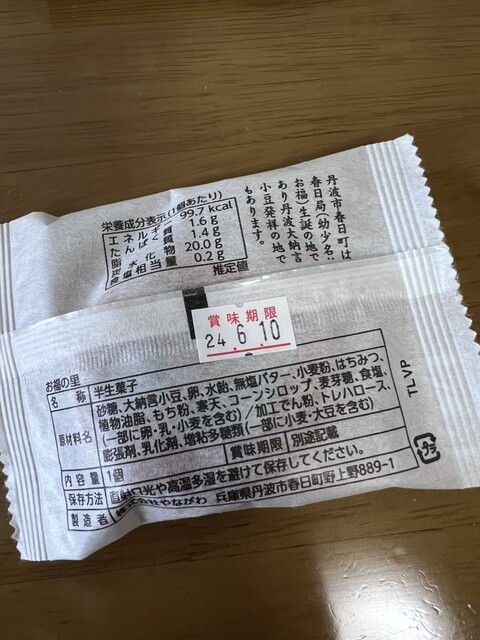 丹波市春日町は
春日局(幼少名:
お福)生誕の地で
あり丹波大納言
小豆発祥の地で
もあります。
栄養成分表示(1個あたり)
エネルギー 99.7 kcal
たんぱく質 1.6 g
脂質 1.4 g
炭水化物 20.0 g
食塩相当量 0.2 g
推定値
賞味期限
24.6.10
お福の里
名称 半生菓子
原材料名 砂糖、大納言小豆、卵、水飴、無塩バター、小麦粉、はちみつ、
植物油脂、もち粉、寒天、コーンシロップ、麦芽糖、食塩、
(一部に卵・乳・小麦を含む)/加工でん粉、トレハロース、
膨張剤、乳化剤、増粘多糖類(一部に小麦・大豆を含む)
内容量 1個 賞味期限 別途記載
保存方法 直射日光や高温多湿を避けて保存してください。
製造者 株式会社やながわ 兵庫県丹波市春日町野上野889-1
TLVP
プラ